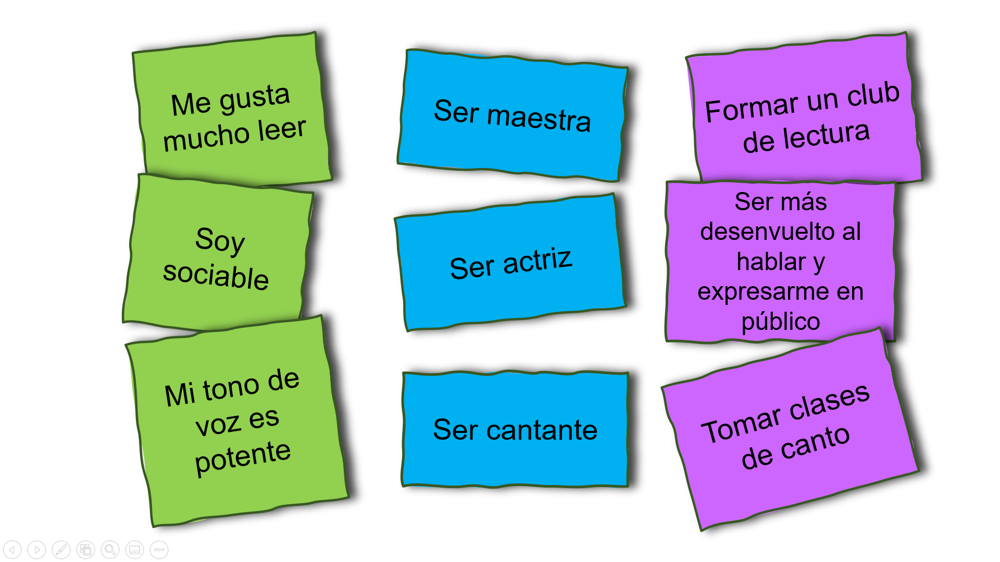 Me gusta
mucho leer
Soy
sociable
Mi tono de
voz es
potente
Ser maestra
Ser actriz
Ser cantante
Formar un club
de lectura
Ser más
desenvuelto al
hablar y
expresarme en
público
Tomar clases
de canto